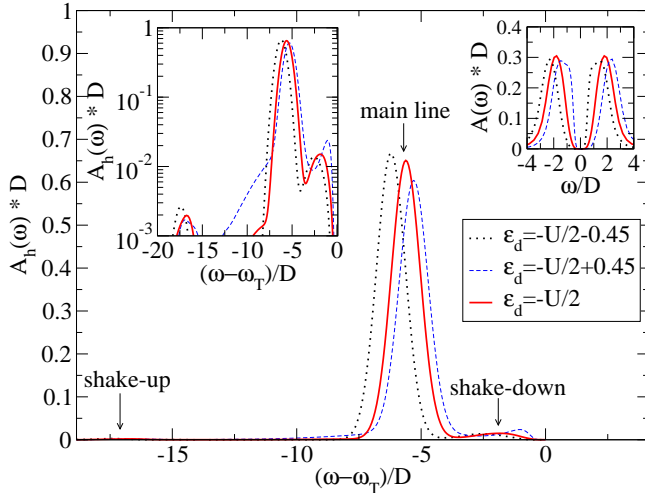 1
0.9
0.8
0.7
0.6
0.5
0.4
0.3
0.2
0.1
0
A_h(ω) * D
-15
-10
-5
0
(ω−ω_T)/D
shake-up
main line
shake-down
1
10^-1
10^-2
10^-3
A_h(ω) * D
-20
-15
-10
-5
0
(ω−ω_T)/D
0.4
0.3
0.2
0.1
0
A(ω) * D
-4
-2
0
2
4
ω/D
ε_d=-U/2-0.45
ε_d=-U/2+0.45
ε_d=-U/2